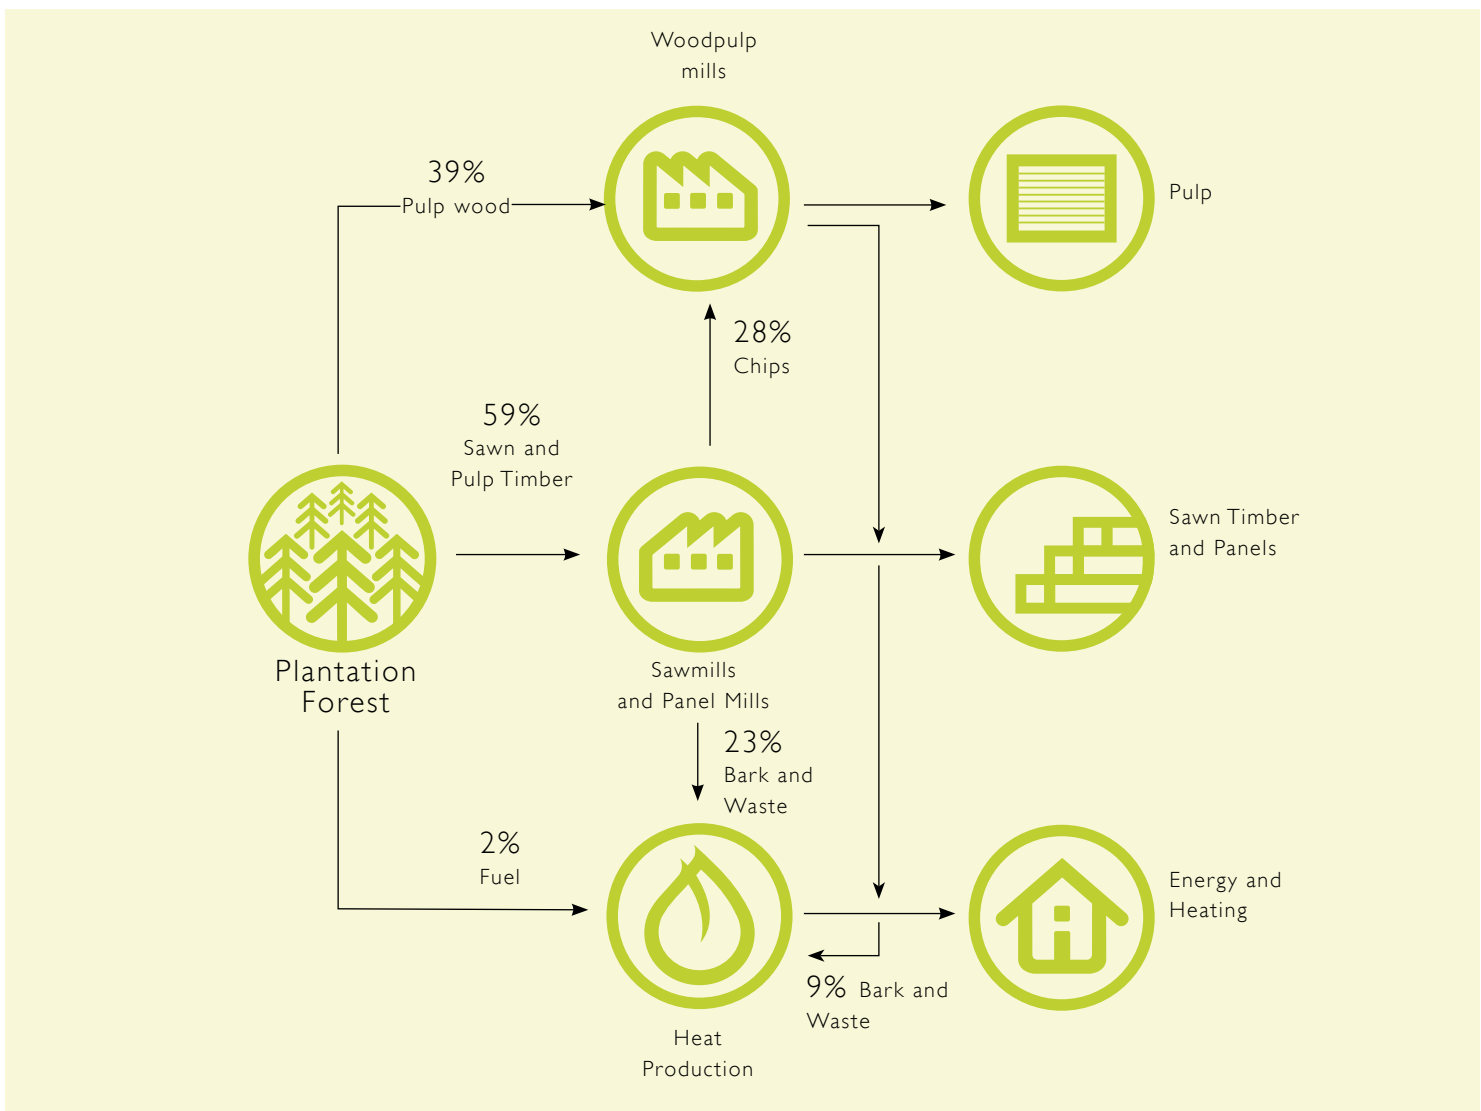 Woodpulp
mills
39%
Pulp wood
Pulp
28%
Chips
59%
Sawn and
Pulp Timber
Sawn Timber
and Panels
Plantation
Forest
Sawmills
and Panel Mills
23%
Bark and
Waste
2%
Fuel
Energy and
Heating
9% Bark and
Waste
Heat
Production